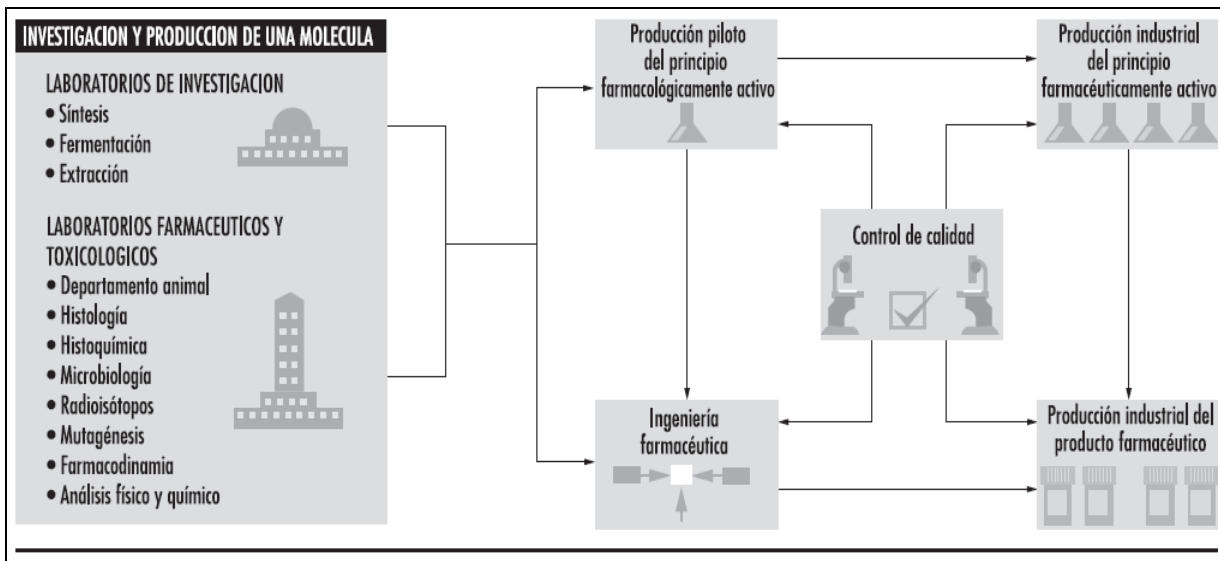 INVESTIGACION Y PRODUCCION DE UNA MOLECULA
LABORATORIOS DE INVESTIGACION
• Síntesis
• Fermentación
• Extracción
LABORATORIOS FARMACEUTICOS Y
TOXICOLOGICOS
• Departamento animal
• Histología
• Histoquímica
• Microbiología
• Radioisótopos
• Mutagénesis
• Farmacodinamia
• Análisis físico y químico
Producción piloto
del principio
farmacológicamente activo
Producción industrial
del principio
farmacéuticamente activo
Control de calidad
Ingeniería
farmacéutica
Producción industrial del
producto farmacéutico